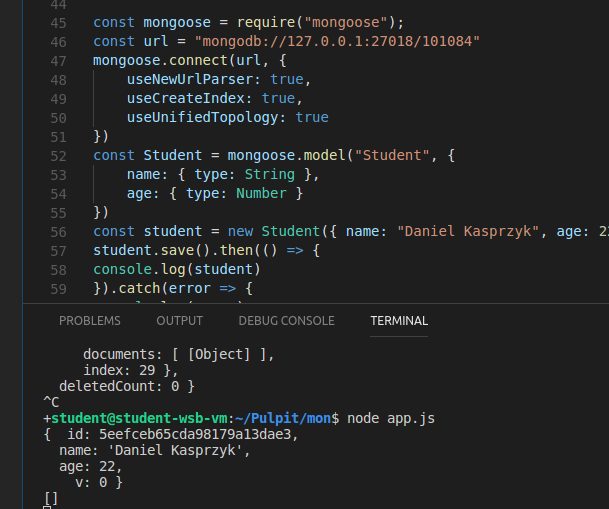 44
45 const mongoose = require("mongoose");
46 const url = "mongodb://127.0.0.1:27018/101084"
47 mongoose.connect(url, {
48     useNewUrlParser: true,
49     useCreateIndex: true,
50     useUnifiedTopology: true
51 })
52 const Student = mongoose.model("Student", {
53     name: { type: String },
54     age: { type: Number }
55 })
56 const student = new Student({ name: "Daniel Kasprzyk", age: 22
57 student.save().then(() => {
58 console.log(student)
59 }).catch(error => {
PROBLEMS OUTPUT DEBUG CONSOLE TERMINAL
     documents: [ [Object] ],
     index: 29 },
  deletedCount: 0 }
^C
+student@student-wsb-vm:~/Pulpit/mon$ node app.js
{  id: 5eefceb65cda98179a13dae3,
  name: 'Daniel Kasprzyk',
  age: 22,
    v: 0 }
[]